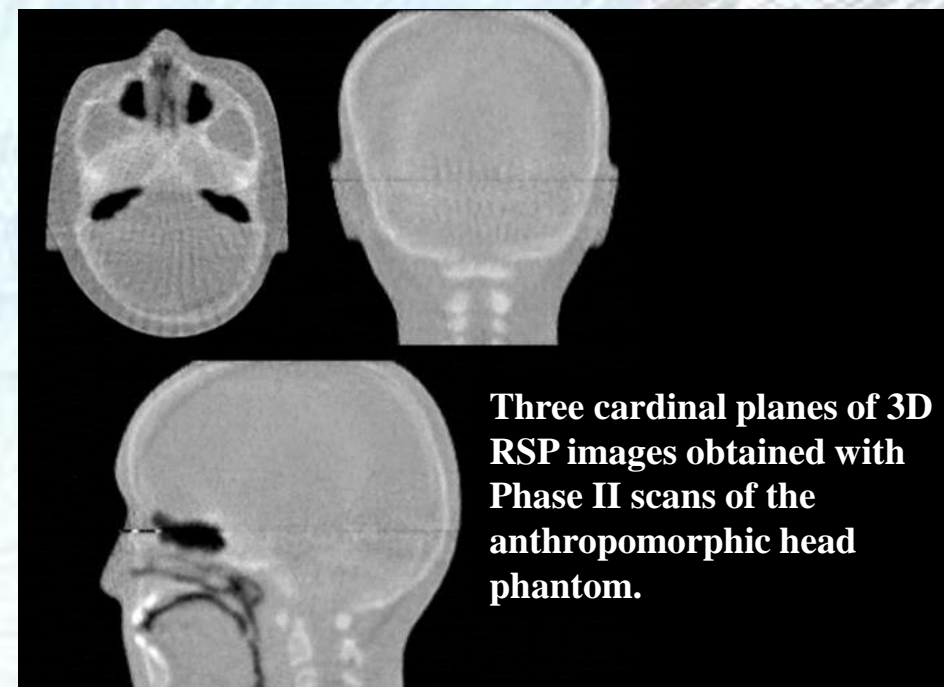 Three cardinal planes of 3D
RSP images obtained with
Phase II scans of the
anthropomorphic head
phantom.